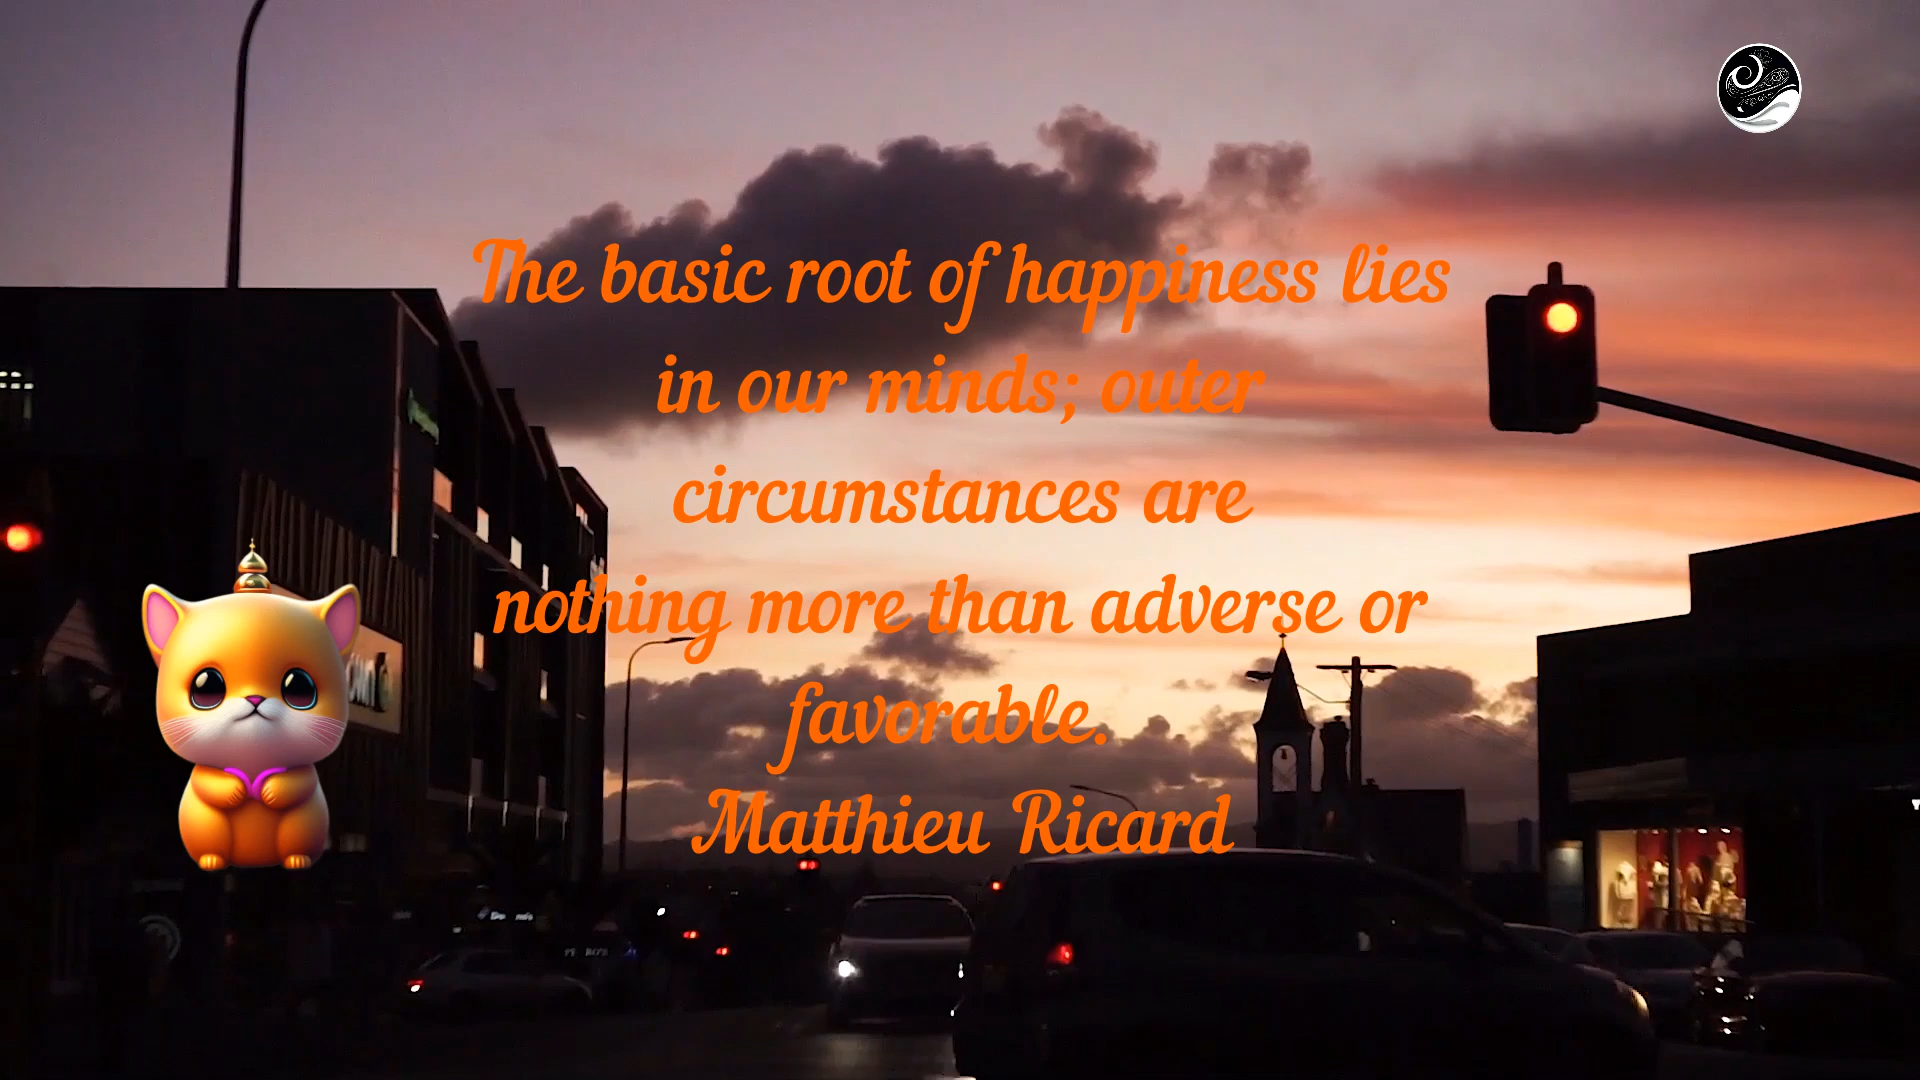 The basic root of happiness lies
in our minds; outer
circumstances are
nothing more than adverse or
favorable.
Matthieu Ricard